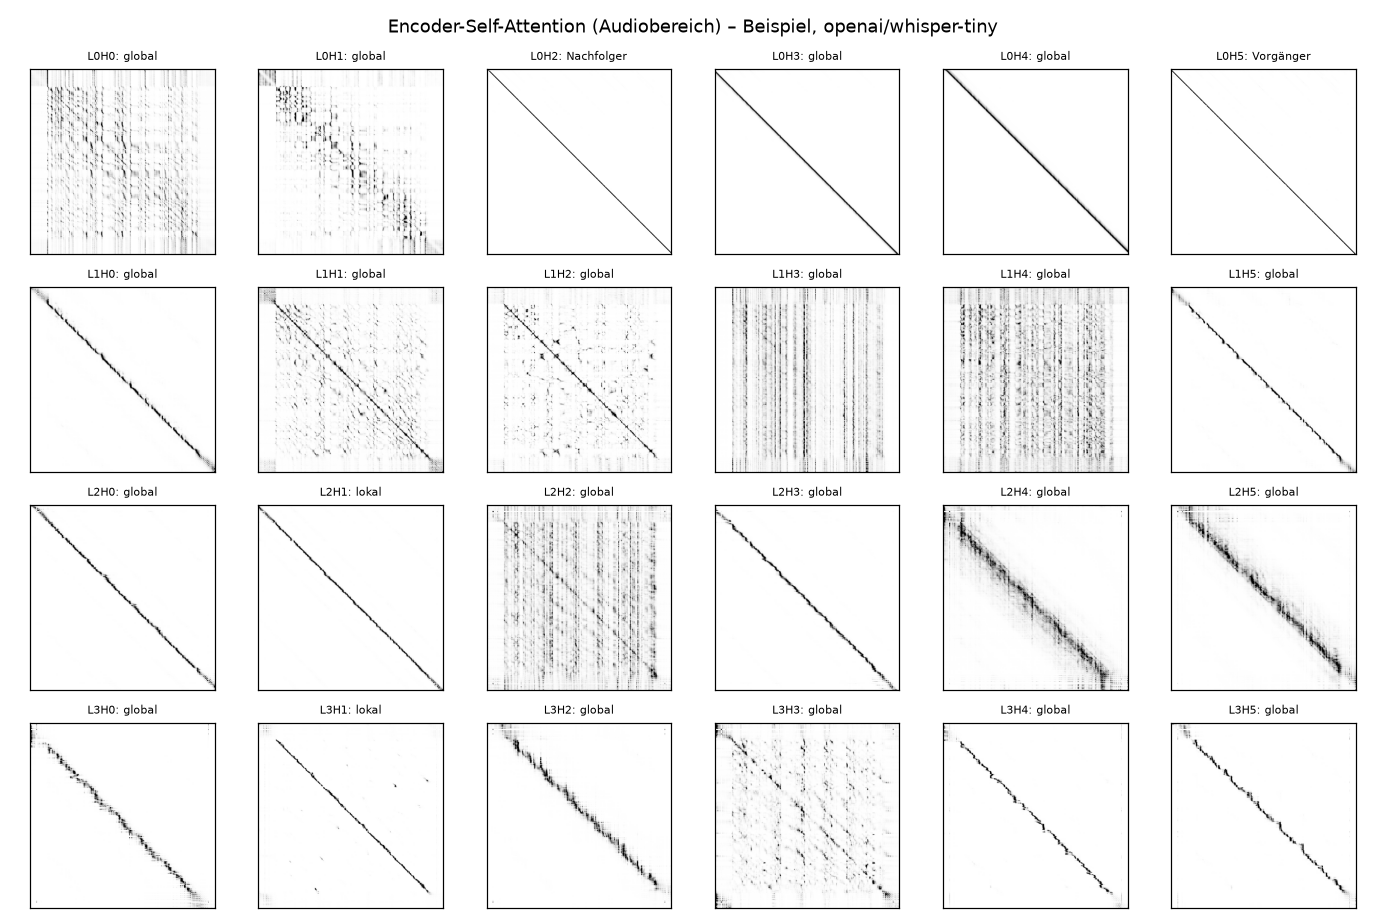 Encoder-Self-Attention (Audiobereich) – Beispiel, openai/whisper-tiny
L0H0: global
L0H1: global
L0H2: Nachfolger
L0H3: global
L0H4: global
L0H5: Vorgänger
L1H0: global
L1H1: global
L1H2: global
L1H3: global
L1H4: global
L1H5: global
L2H0: global
L2H1: lokal
L2H2: global
L2H3: global
L2H4: global
L2H5: global
L3H0: global
L3H1: lokal
L3H2: global
L3H3: global
L3H4: global
L3H5: global